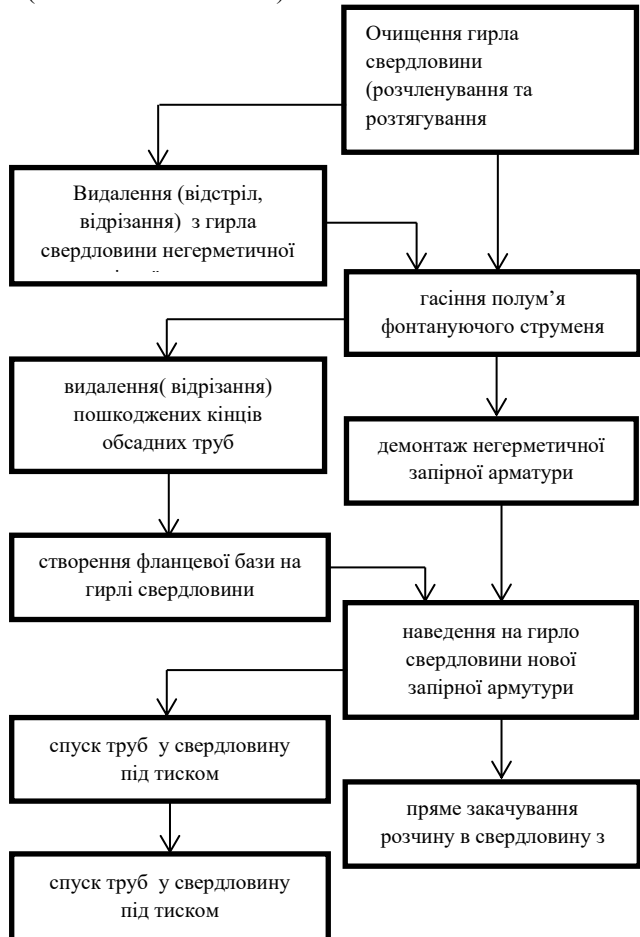 Очищення гирла
свердловини
(розчленування та
розтягування
Видалення (відстріл,
відрізання) з гирла
свердловини негерметичної
гасіння полум’я
фонтануючого струменя
видалення( відрізання)
пошкоджених кінців
обсадних труб
демонтаж негерметичної
запірної арматури
створення фланцевої бази на
гирлі свердловини
наведення на гирло
свердловини нової
запірної армутури
спуск труб у свердловину
під тиском
пряме закачування
розчину в свердловину з
спуск труб у свердловину
під тиском